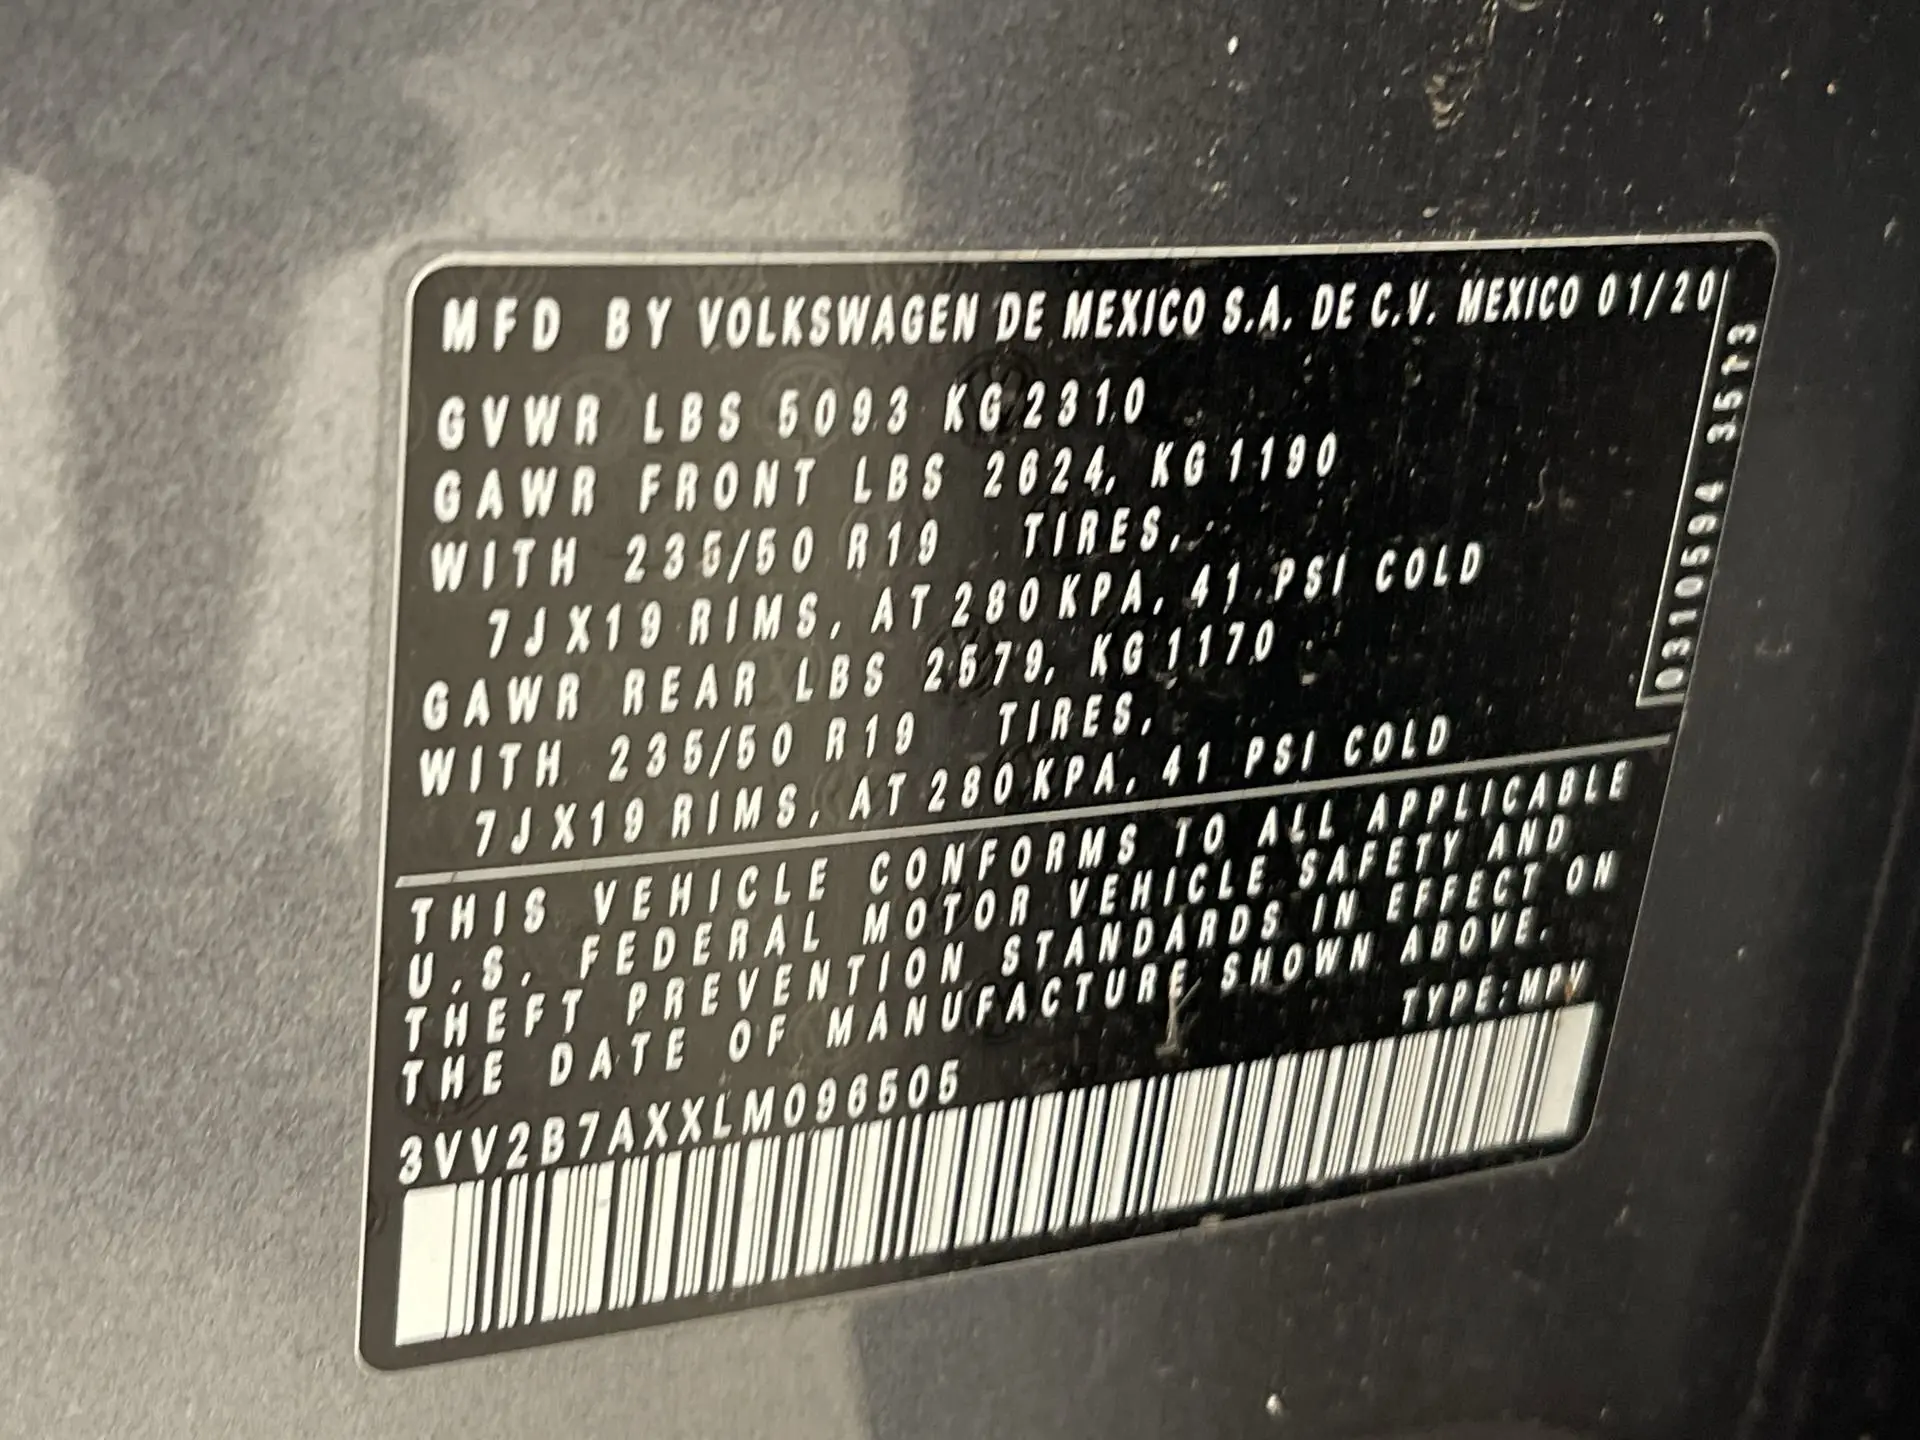 MFD BY VOLKSWAGEN DE MEXICO S.A. DE C.V. MEXICO 01/20
GVWR LBS 5093 KG 2310
GAWR FRONT LBS 2624, KG 1190
WITH 235/50 R19 TIRES,
7JX19 RIMS, AT 280 KPA, 41 PSI COLD
GAWR REAR LBS 2579, KG 1170
WITH 235/50 R19 TIRES,
7JX19 RIMS, AT 280 KPA, 41 PSI COLD
0310594 3513
THIS VEHICLE CONFORMS TO ALL APPLICABLE
U.S. FEDERAL MOTOR VEHICLE SAFETY AND
THEFT PREVENTION STANDARDS IN EFFECT ON
THE DATE OF MANUFACTURE SHOWN ABOVE.
TYPE: MPV
3VV2B7AXXLM096505